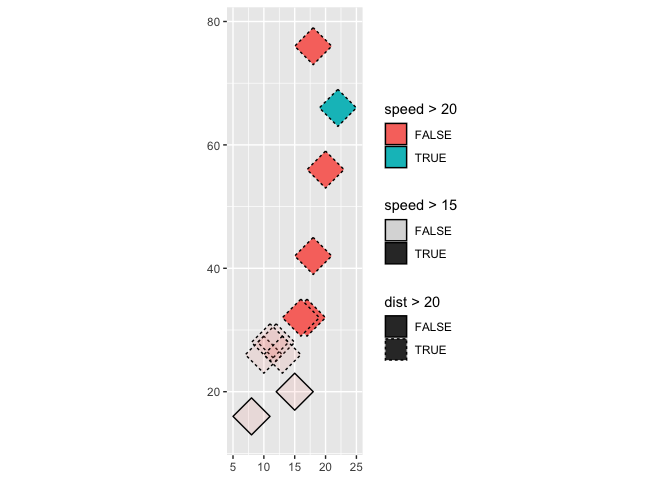 80
60
40
20
5 10 15 20 25
speed > 20
FALSE
TRUE
speed > 15
FALSE
TRUE
dist > 20
FALSE
TRUE